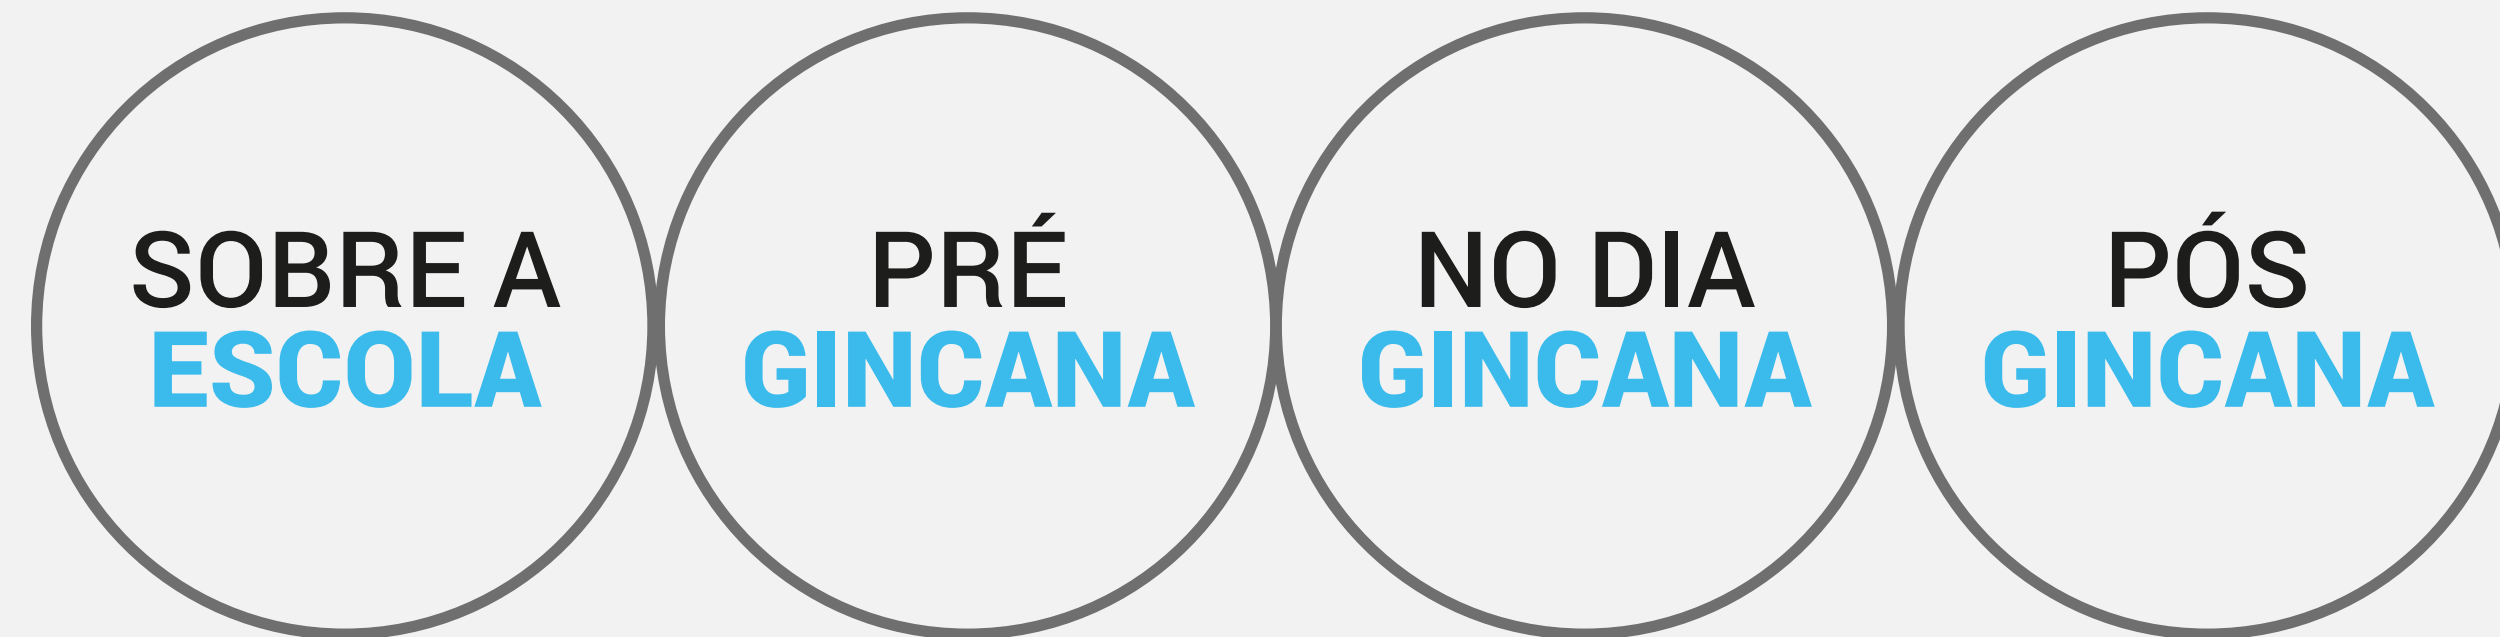 SOBRE A
ESCOLA
PRÉ
GINCANA
NO DIA
GINCANA
PÓS
GINCANA